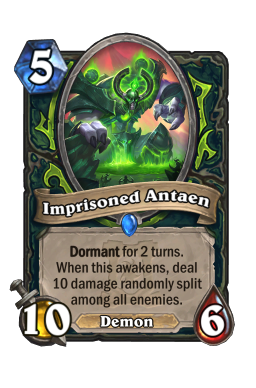 5
Imprisoned Antaen
Dormant for 2 turns.
When this awakens, deal
10 damage randomly split
among all enemies.
10
Demon
6